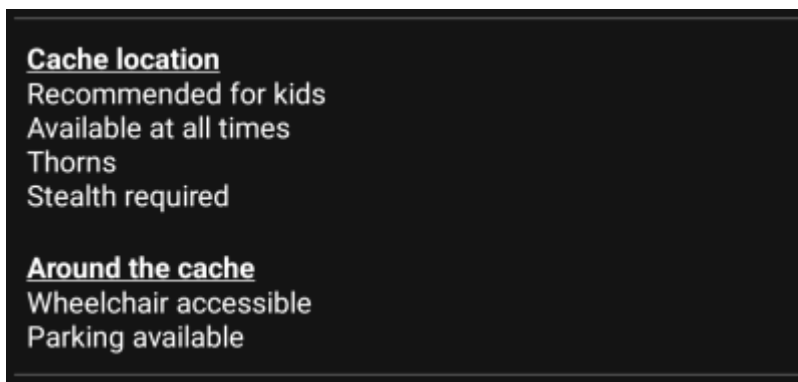 Cache location
Recommended for kids
Available at all times
Thorns
Stealth required
Around the cache
Wheelchair accessible
Parking available